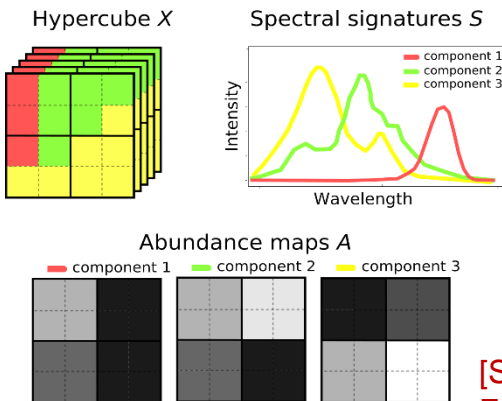 Hypercube X
Spectral signatures S
component 1
component 2
component 3
Intensity
Wavelength
Abundance maps A
component 1 component 2 component 3
[S